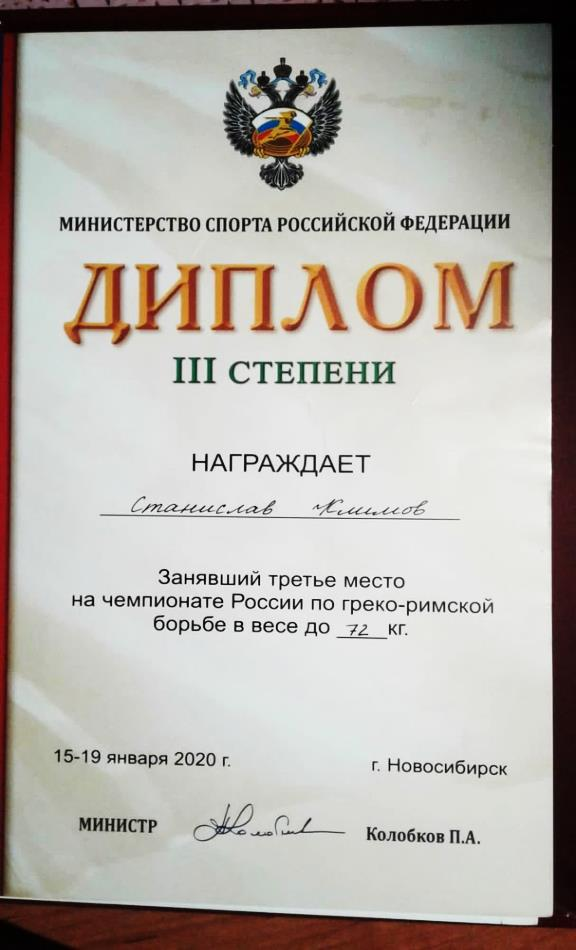 МИНИСТЕРСТВО СПОРТА РОССИЙСКОЙ ФЕДЕРАЦИИ
ДИПЛОМ
III СТЕПЕНИ
НАГРАЖДАЕТ
Станислав Климов
Занявший третье место
на чемпионате России по греко-римской
борьбе в весе до 72 кг.
15-19 января 2020 г. г. Новосибирск
МИНИСТР Колобков П.А.